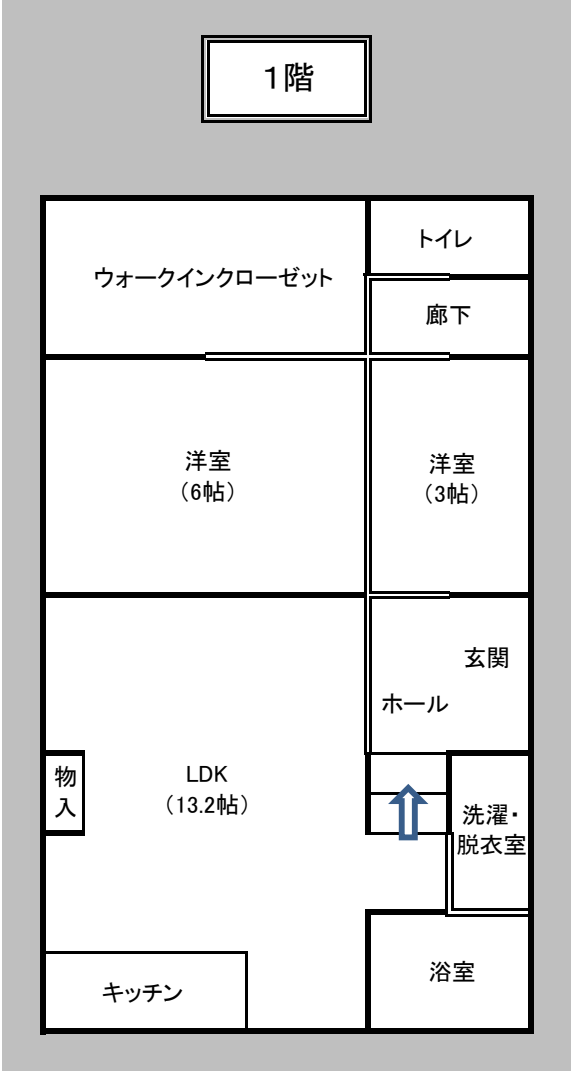 1階
トイレ
ウォークインクローゼット
廊下
洋室
（6帖）
洋室
（3帖）
玄関
ホール
物
入
LDK
（13.2帖）
洗濯・
脱衣室
浴室
キッチン